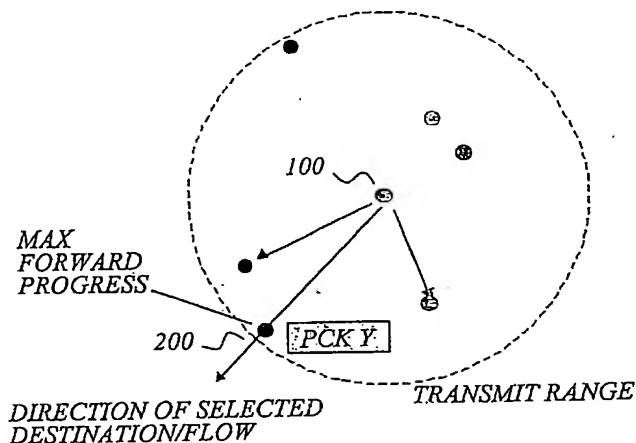 100
MAX
FORWARD
PROGRESS
200
PCK Y
TRANSMIT RANGE
DIRECTION OF SELECTED
DESTINATION/FLOW